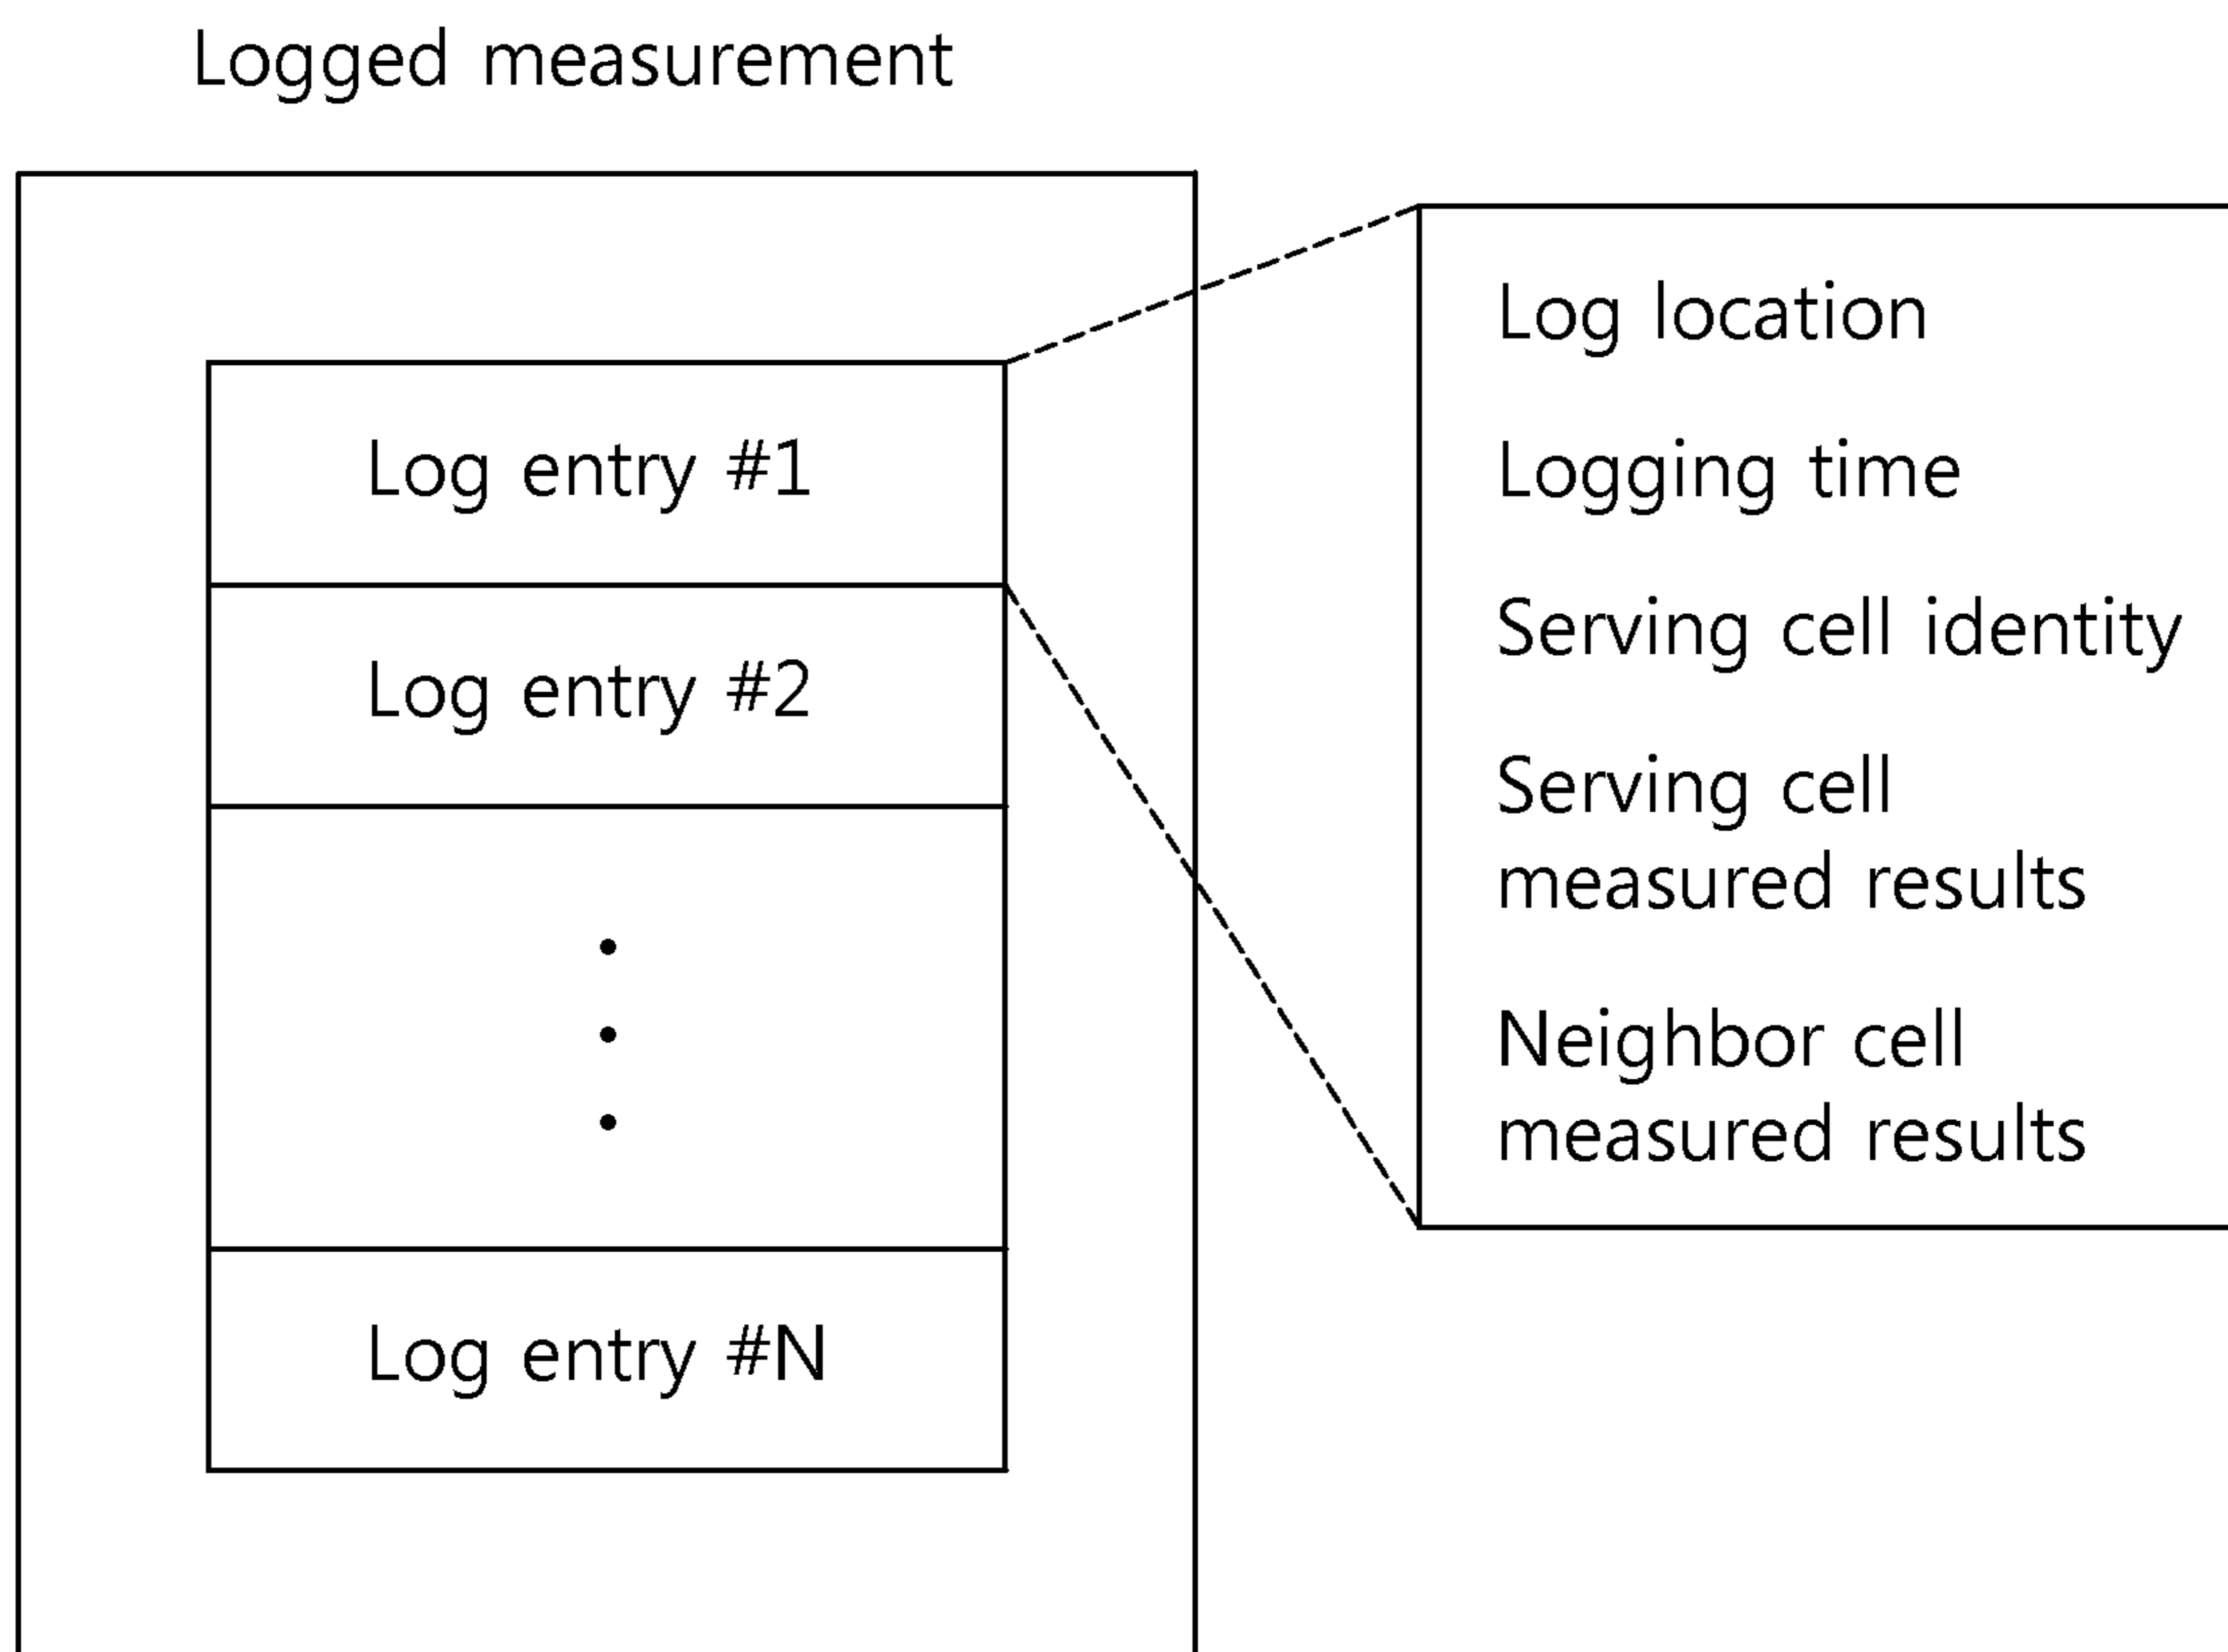 Logged measurement
Log entry #1
Log entry #2
Log entry #N
Log location
Logging time
Serving cell identity
Serving cell
measured results
Neighbor cell
measured results